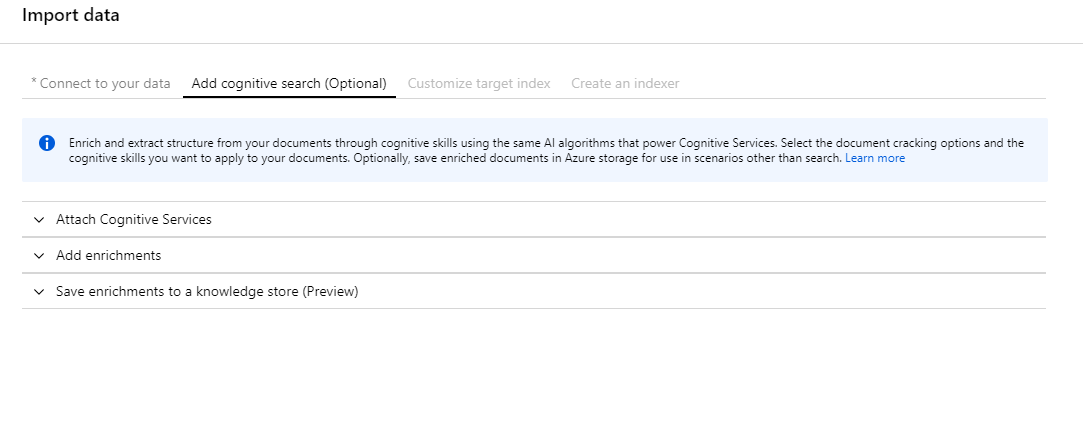 Import data
* Connect to your data Add cognitive search (Optional) Customize target index Create an indexer
Enrich and extract structure from your documents through cognitive skills using the same AI algorithms that power Cognitive Services. Select the document cracking options and the
cognitive skills you want to apply to your documents. Optionally, save enriched documents in Azure storage for use in scenarios other than search. Learn more
Attach Cognitive Services
Add enrichments
Save enrichments to a knowledge store (Preview)